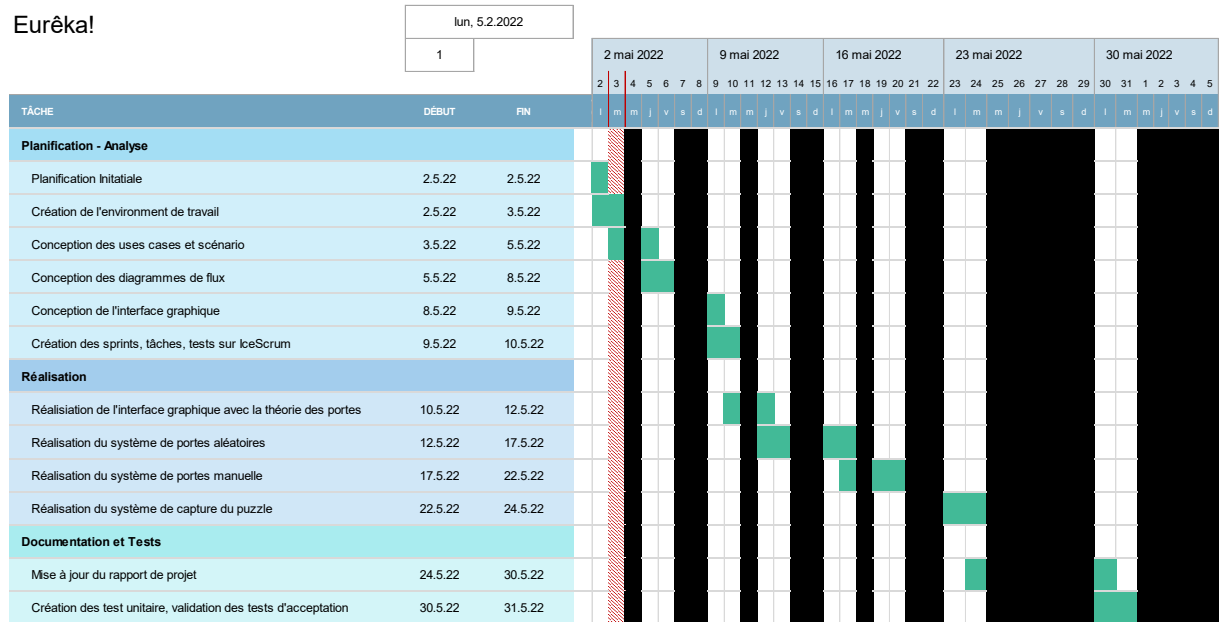 Eurêka!
lun, 5.2.2022
1
2 mai 2022 9 mai 2022 16 mai 2022 23 mai 2022 30 mai 2022
2 3 4 5 6 7 8 9 10 11 12 13 14 15 16 17 18 19 20 21 22 23 24 25 26 27 28 29 30 31 1 2 3 4 5
TÂCHE DÉBUT FIN l m m j v s d l m m j v s d l m m j v s d l m m j v s d l m m j v s d
Planification - Analyse
Planification Initatiale 2.5.22 2.5.22
Création de l'environment de travail 2.5.22 3.5.22
Conception des uses cases et scénario 3.5.22 5.5.22
Conception des diagrammes de flux 5.5.22 8.5.22
Conception de l'interface graphique 8.5.22 9.5.22
Création des sprints, tâches, tests sur IceScrum 9.5.22 10.5.22
Réalisation
Réalisiation de l'interface graphique avec la théorie des portes 10.5.22 12.5.22
Réalisation du système de portes aléatoires 12.5.22 17.5.22
Réalisation du système de portes manuelle 17.5.22 22.5.22
Réalisation du système de capture du puzzle 22.5.22 24.5.22
Documentation et Tests
Mise à jour du rapport de projet 24.5.22 30.5.22
Création des test unitaire, validation des tests d'acceptation 30.5.22 31.5.22